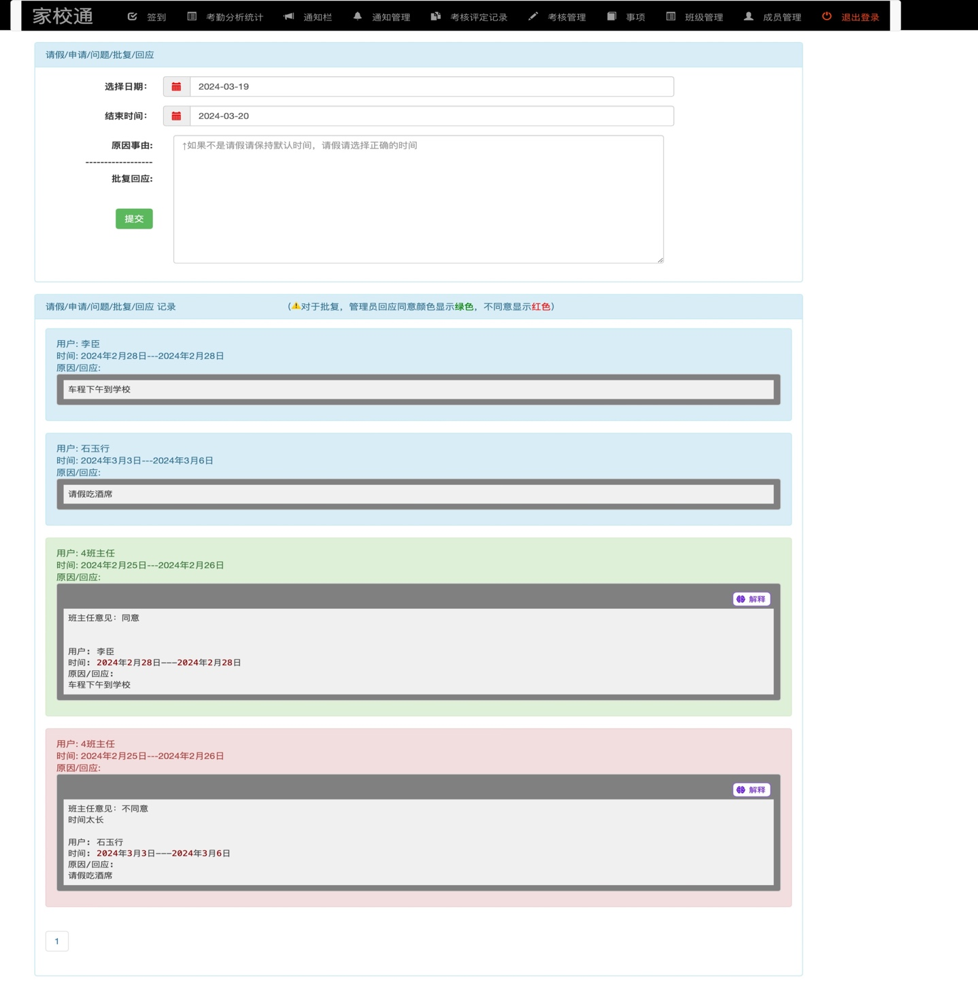 家校通 签到 考勤分析统计 通知栏 通知管理 考核评定记录 考核管理 事项 班级管理 成员管理 退出登录
请假/申请/问题/批复/回应
选择日期： 2024-03-19
结束时间： 2024-03-20
原因事由: ↑如果不是请假请保持默认时间，请假请选择正确的时间
------------------
批复回应:
提交
请假/申请/问题/批复/回应 记录 (⚠对于批复，管理员回应同意颜色显示绿色，不同意显示红色)
用户: 李臣
时间: 2024年2月28日---2024年2月28日
原因/回应:
车程下午到学校
用户: 石玉行
时间: 2024年3月3日---2024年3月6日
原因/回应:
请假吃酒席
用户: 4班主任
时间: 2024年2月25日---2024年2月26日
原因/回应:
解释
班主任意见：同意
用户: 李臣
时间: 2024年2月28日---2024年2月28日
原因/回应:
车程下午到学校
用户: 4班主任
时间: 2024年2月25日---2024年2月26日
原因/回应:
解释
班主任意见：不同意
时间太长
用户: 石玉行
时间: 2024年3月3日---2024年3月6日
原因/回应:
请假吃酒席
1